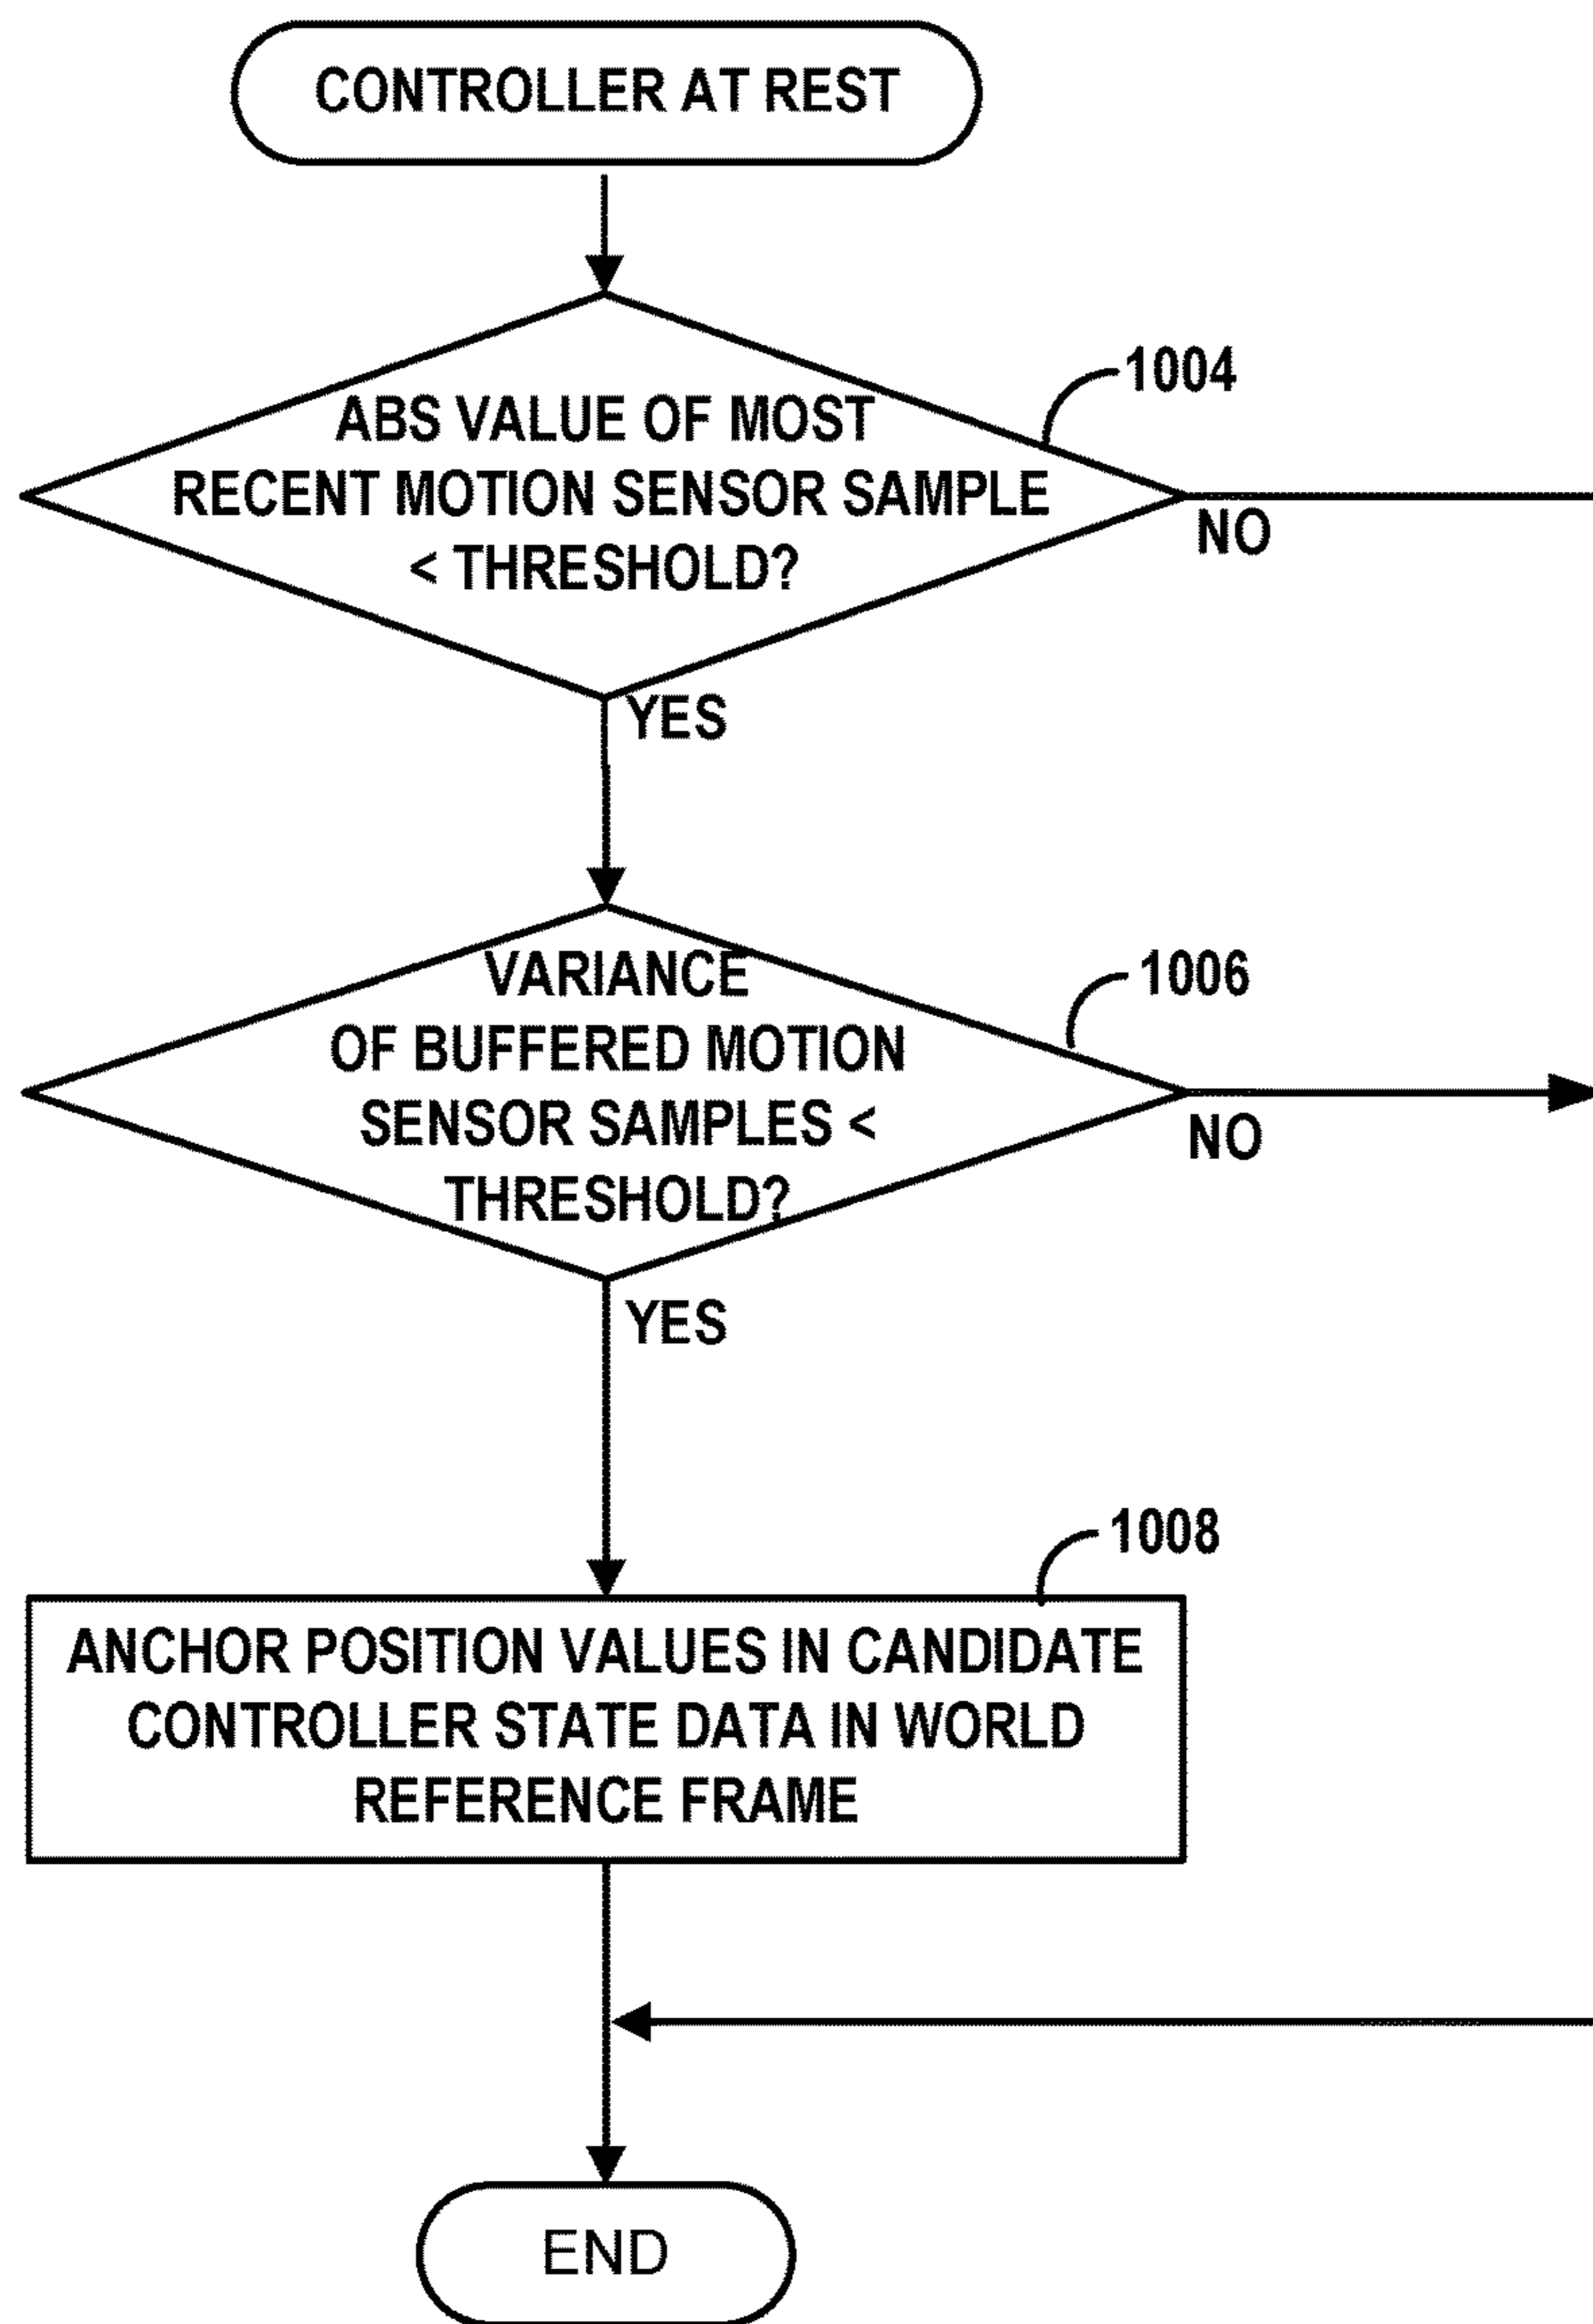 CONTROLLER AT REST
1004
ABS VALUE OF MOST
RECENT MOTION SENSOR SAMPLE
< THRESHOLD?
NO
YES
1006
VARIANCE
OF BUFFERED MOTION
SENSOR SAMPLES <
THRESHOLD?
NO
YES
1008
ANCHOR POSITION VALUES IN CANDIDATE
CONTROLLER STATE DATA IN WORLD
REFERENCE FRAME
END